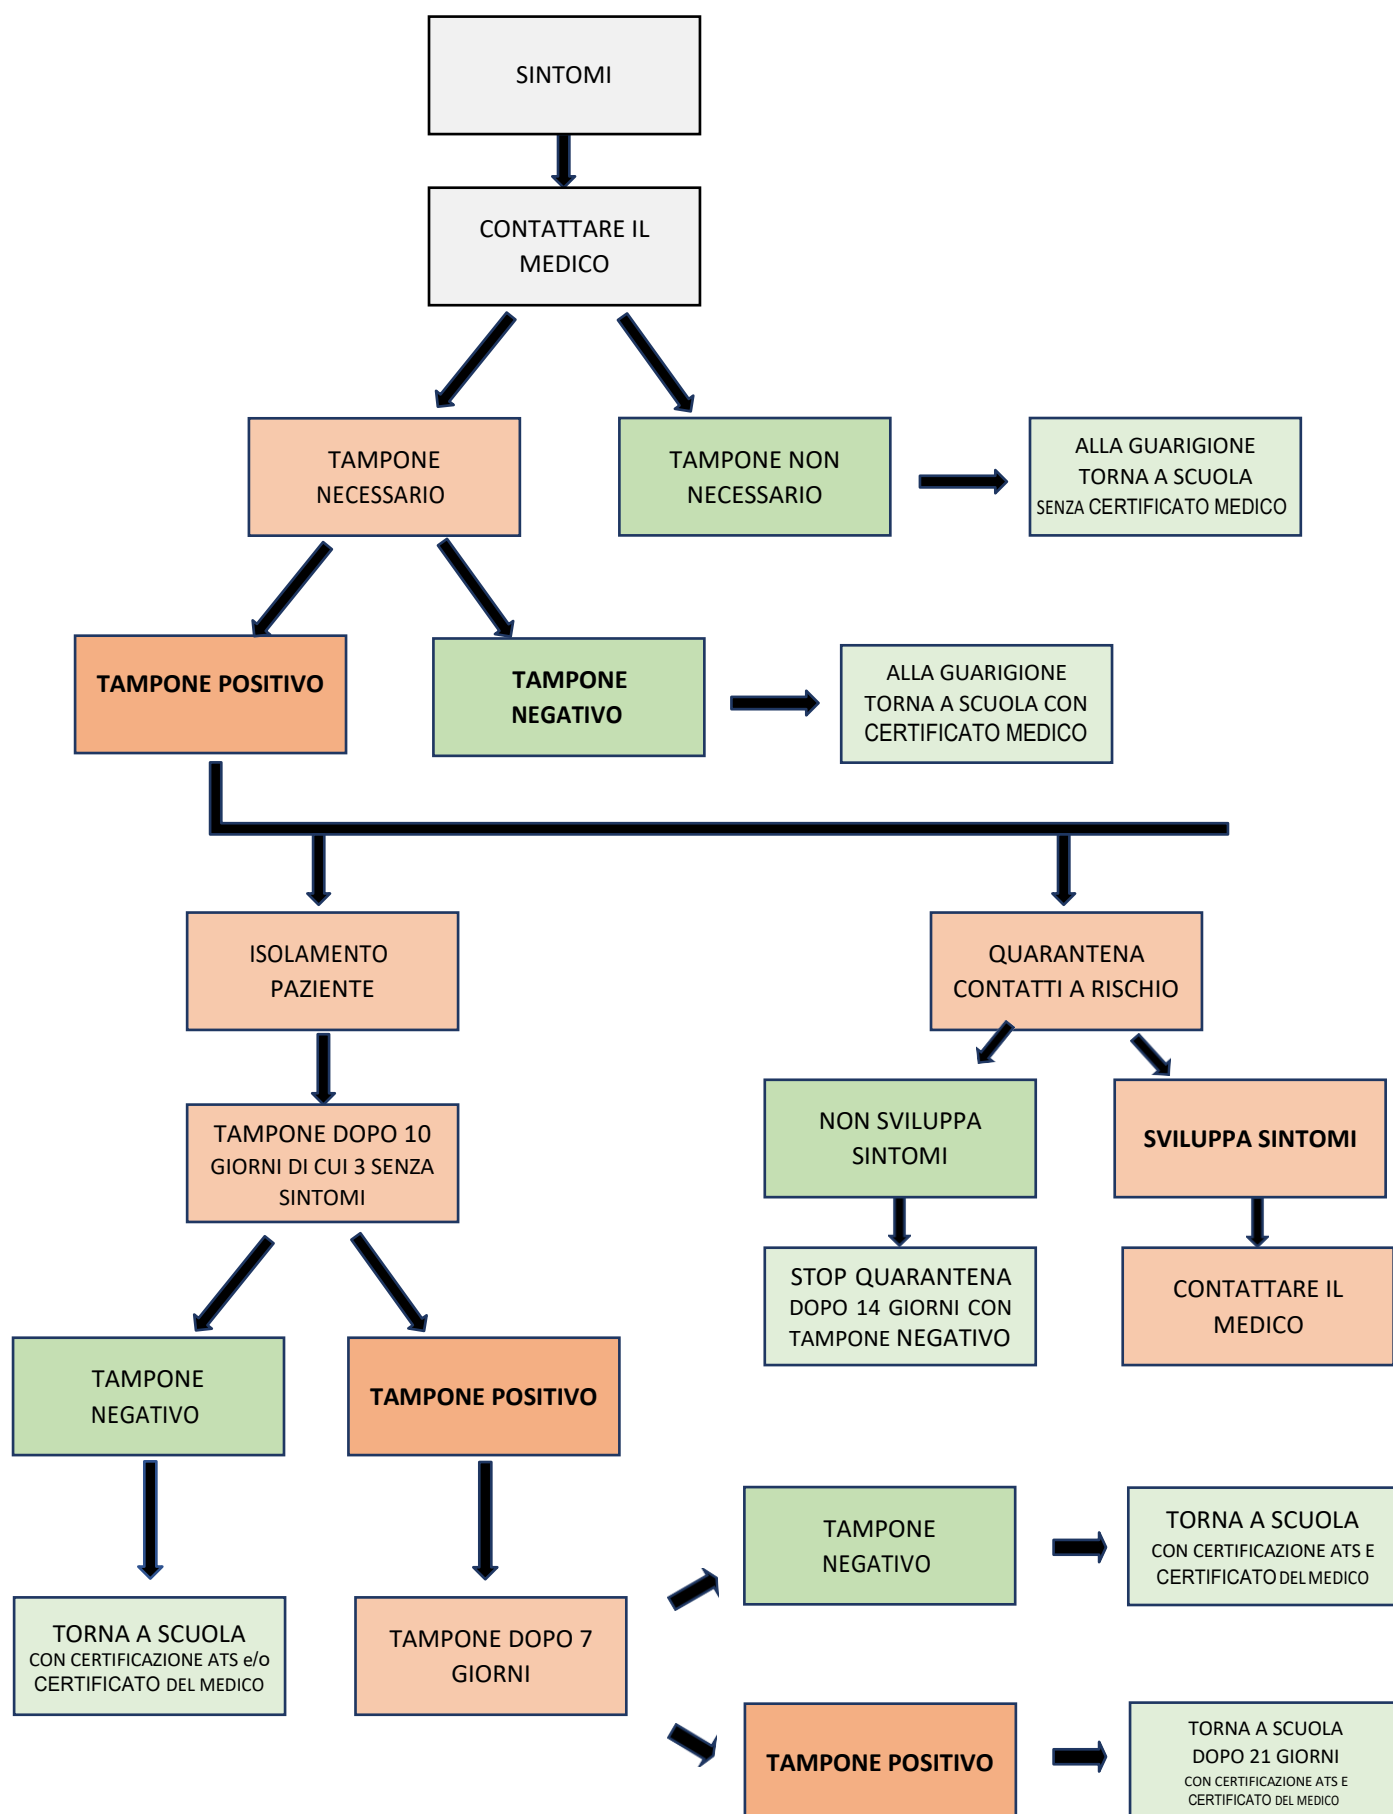 SINTOMI
CONTATTARE IL
MEDICO
TAMPONE
NECESSARIO
TAMPONE NON
NECESSARIO
ALLA GUARIGIONE
TORNA A SCUOLA
SENZA CERTIFICATO MEDICO
TAMPONE POSITIVO
TAMPONE
NEGATIVO
ALLA GUARIGIONE
TORNA A SCUOLA CON
CERTIFICATO MEDICO
ISOLAMENTO
PAZIENTE
QUARANTENA
CONTATTI A RISCHIO
TAMPONE DOPO 10
GIORNI DI CUI 3 SENZA
SINTOMI
NON SVILUPPA
SINTOMI
SVILUPPA SINTOMI
STOP QUARANTENA
DOPO 14 GIORNI CON
TAMPONE NEGATIVO
CONTATTARE IL
MEDICO
TAMPONE
NEGATIVO
TAMPONE POSITIVO
TORNA A SCUOLA
CON CERTIFICAZIONE ATS e/o
CERTIFICATO DEL MEDICO
TAMPONE DOPO 7
GIORNI
TAMPONE
NEGATIVO
TORNA A SCUOLA
CON CERTIFICAZIONE ATS E
CERTIFICATO DEL MEDICO
TAMPONE POSITIVO
TORNA A SCUOLA
DOPO 21 GIORNI
CON CERTIFICAZIONE ATS E
CERTIFICATO DEL MEDICO